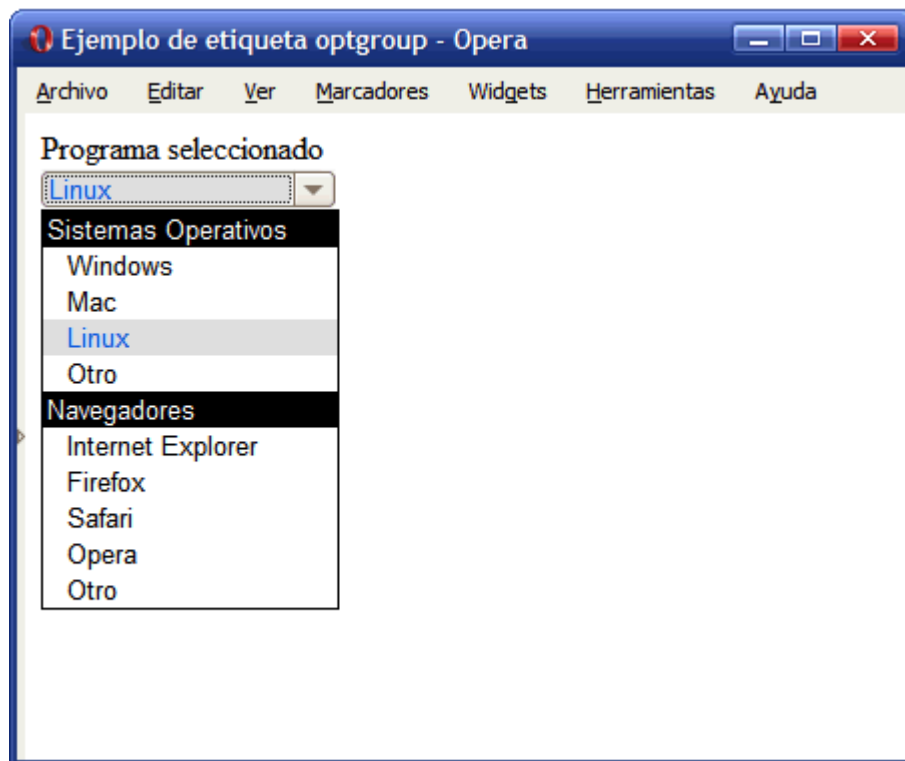 Ejemplo de etiqueta optgroup - Opera
Archivo Editar Ver Marcadores Widgets Herramientas Ayuda
Programa seleccionado
Linux
Sistemas Operativos
Windows
Mac
Linux
Otro
Navegadores
Internet Explorer
Firefox
Safari
Opera
Otro